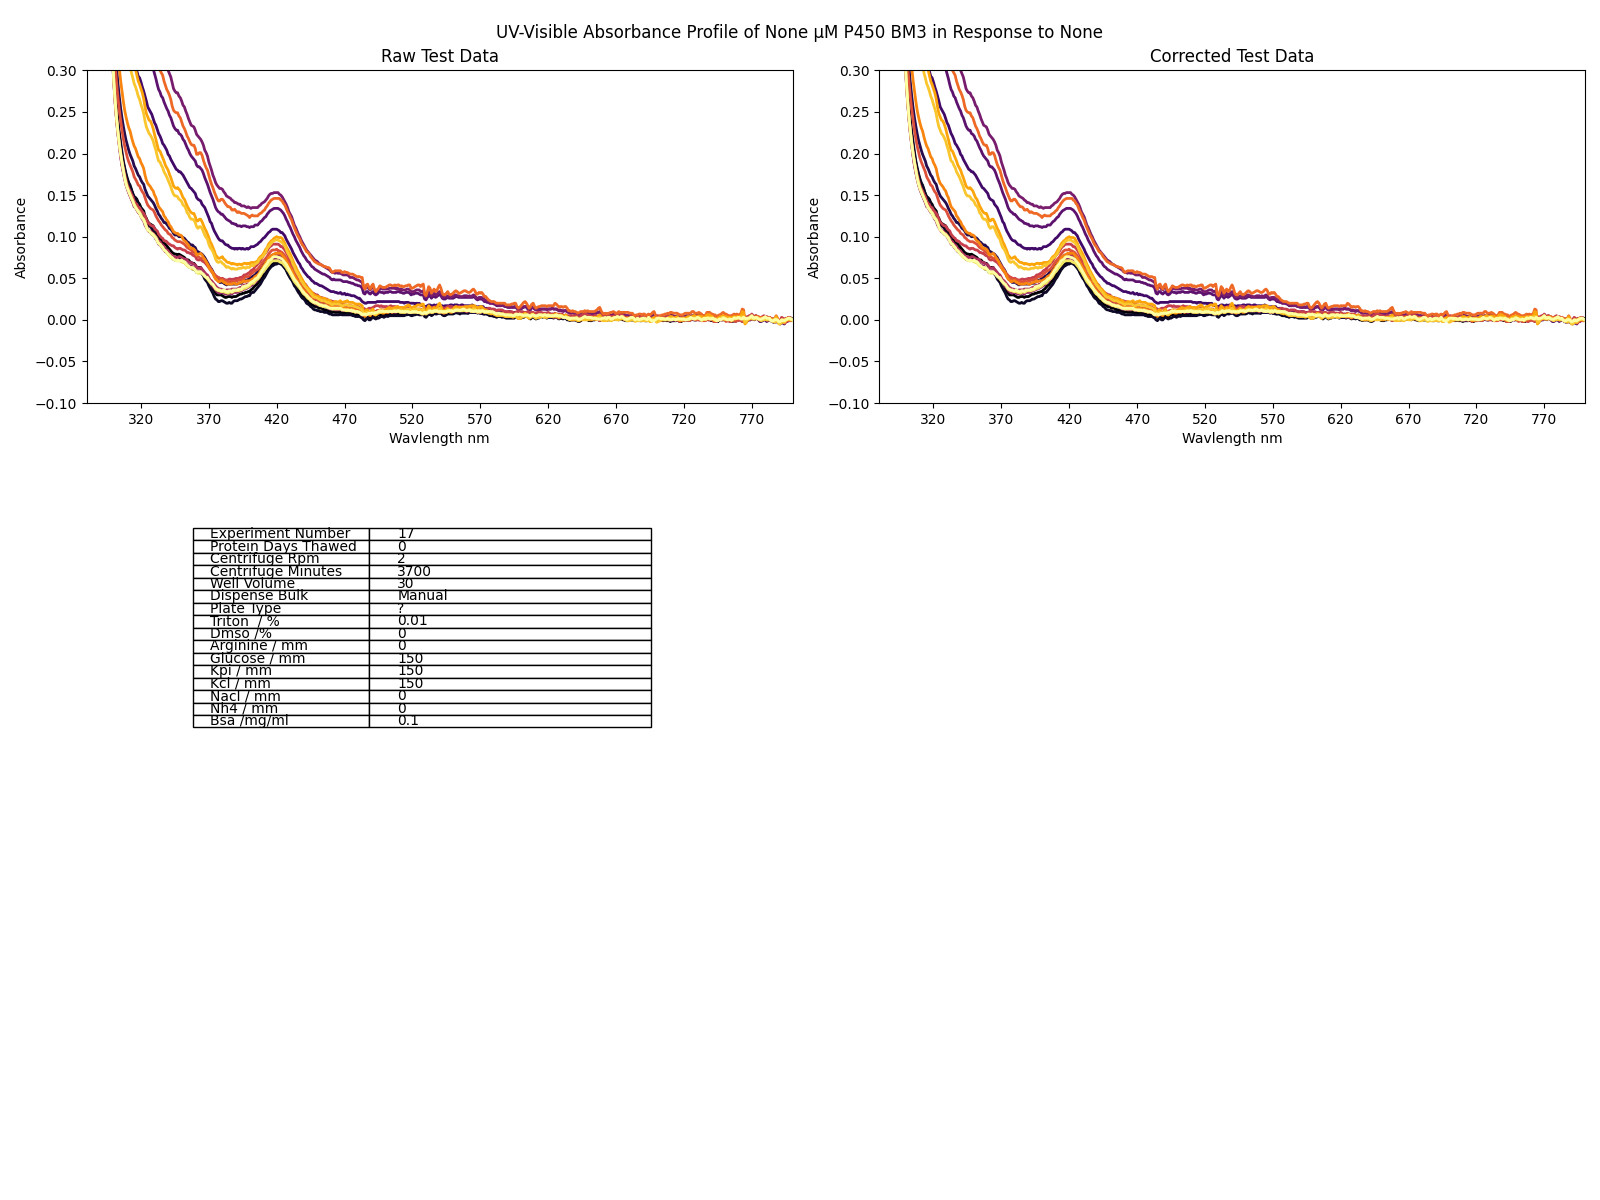 UV-Visible Absorbance Profile of None µM P450 BM3 in Response to None
Raw Test Data
0.30
0.25
0.20
0.15
0.10
0.05
0.00
−0.05
−0.10
Absorbance
320 370 420 470 520 570 620 670 720 770
Wavlength nm
Corrected Test Data
0.30
0.25
0.20
0.15
0.10
0.05
0.00
−0.05
−0.10
Absorbance
320 370 420 470 520 570 620 670 720 770
Wavlength nm
Experiment Number 17
Protein Days Thawed 0
Centrifuge Rpm 2
Centrifuge Minutes 3700
Well Volume 30
Dispense Bulk Manual
Plate Type ?
Triton / % 0.01
Dmso /% 0
Arginine / mm 0
Glucose / mm 150
Kpi / mm 150
Kcl / mm 150
Nacl / mm 0
Nh4 / mm 0
Bsa /mg/ml 0.1